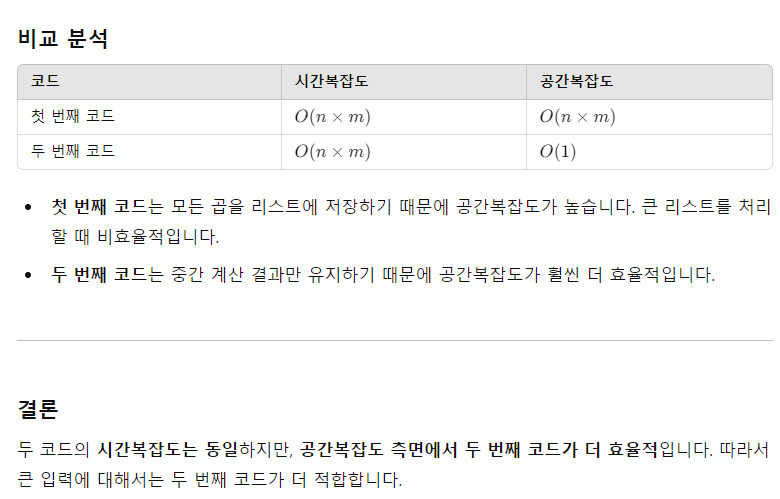 비교 분석
코드 시간복잡도 공간복잡도
첫 번째 코드 O(n × m) O(n × m)
두 번째 코드 O(n × m) O(1)
첫 번째 코드는 모든 곱을 리스트에 저장하기 때문에 공간복잡도가 높습니다. 큰 리스트를 처리
할 때 비효율적입니다.
두 번째 코드는 중간 계산 결과만 유지하기 때문에 공간복잡도가 훨씬 더 효율적입니다.
결론
두 코드의 시간복잡도는 동일하지만, 공간복잡도 측면에서 두 번째 코드가 더 효율적입니다. 따라서
큰 입력에 대해서는 두 번째 코드가 더 적합합니다.